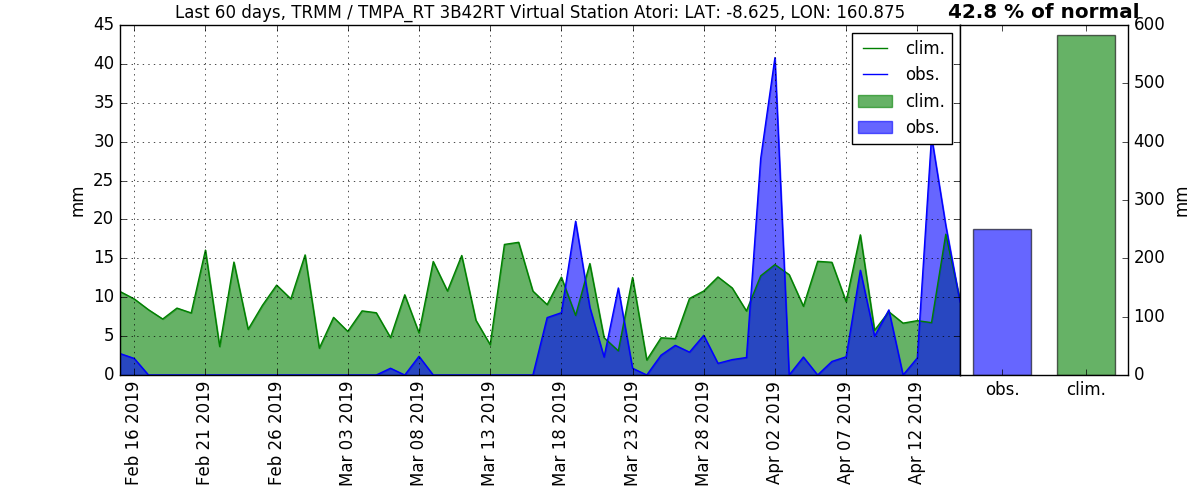 Last 60 days, TRMM / TMPA_RT 3B42RT Virtual Station Atori: LAT: -8.625, LON: 160.875
42.8 % of normal
45
40
35
30
25
20
15
10
5
0
mm
clim.
obs.
clim.
obs.
600
500
400
300
200
100
0
mm
obs.
clim.
Feb 16 2019
Feb 21 2019
Feb 26 2019
Mar 03 2019
Mar 08 2019
Mar 13 2019
Mar 18 2019
Mar 23 2019
Mar 28 2019
Apr 02 2019
Apr 07 2019
Apr 12 2019